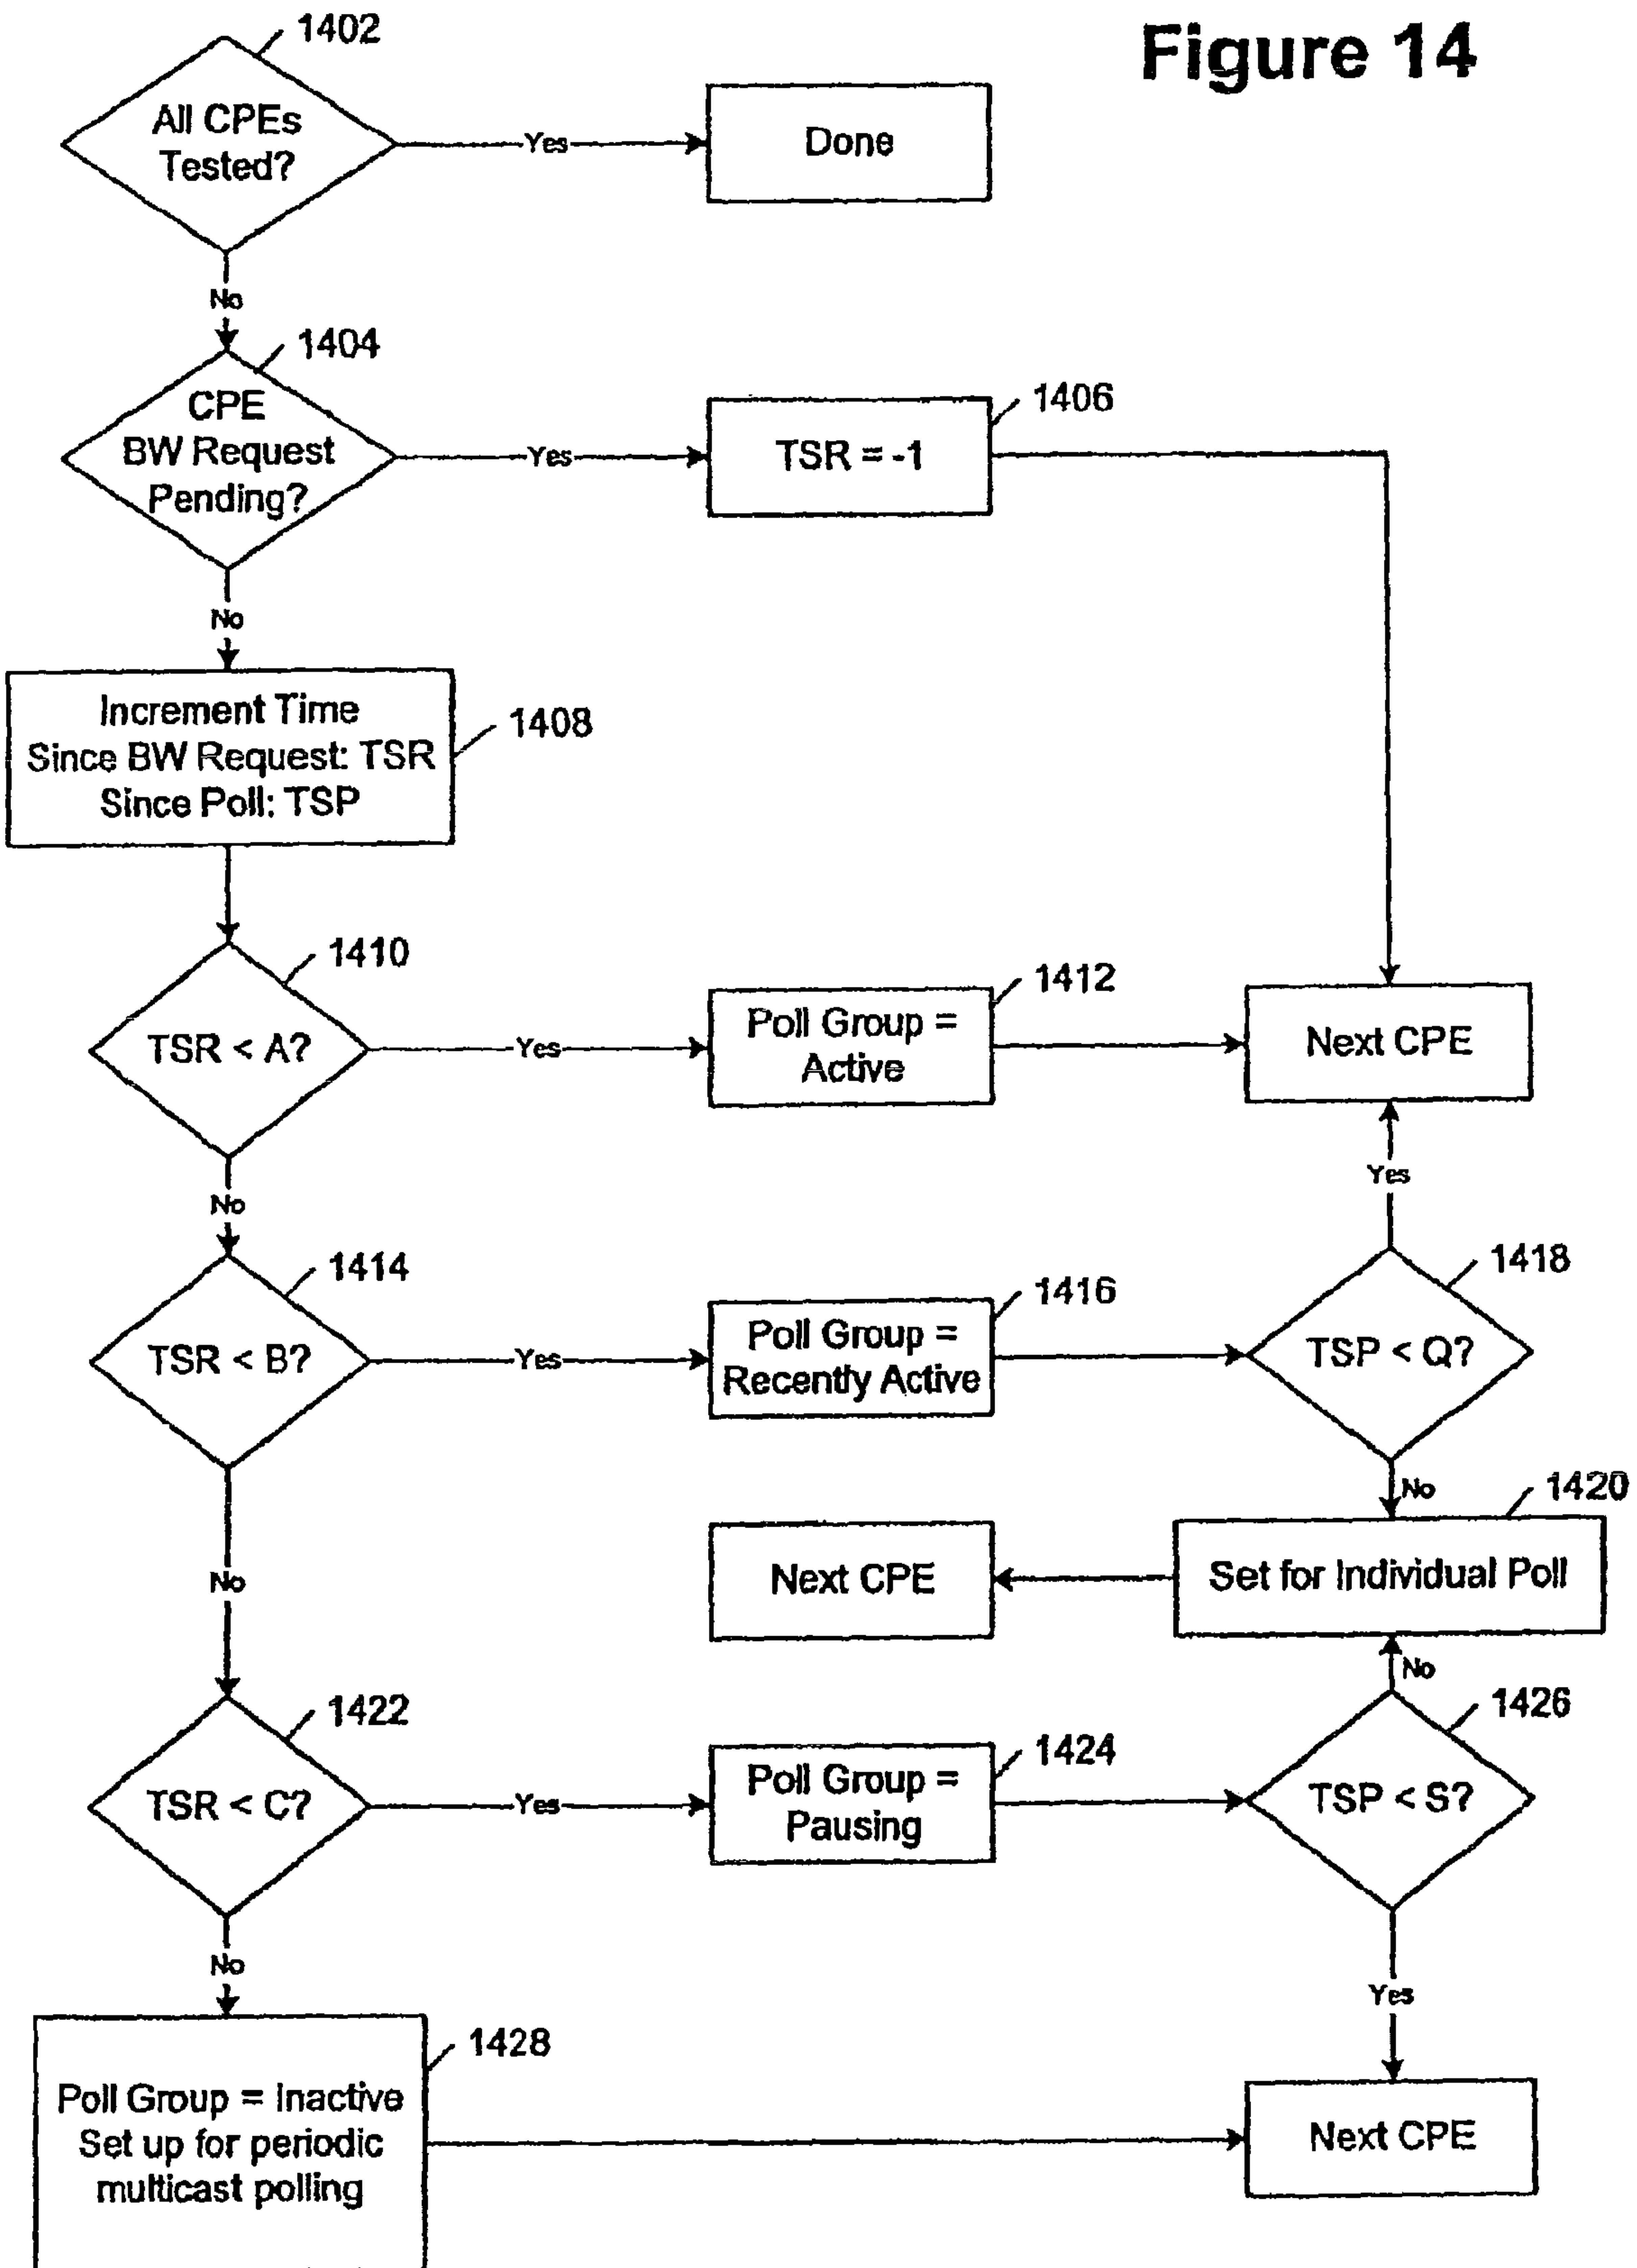 Figure 14
1402
All CPEs
Tested?
Yes
Done
No
1404
CPE
BW Request
Pending?
Yes
1406
TSR = -1
No
Increment Time
Since BW Request: TSR
Since Poll: TSP
1408
1410
TSR < A?
Yes
1412
Poll Group =
Active
Next CPE
No
Yes
1414
TSR < B?
Yes
1416
Poll Group =
Recently Active
1418
TSP < Q?
No
1420
Set for Individual Poll
Next CPE
No
No
1422
TSR < C?
Yes
1424
Poll Group =
Pausing
1426
TSP < S?
No
Yes
1428
Poll Group = Inactive
Set up for periodic
multicast polling
Next CPE